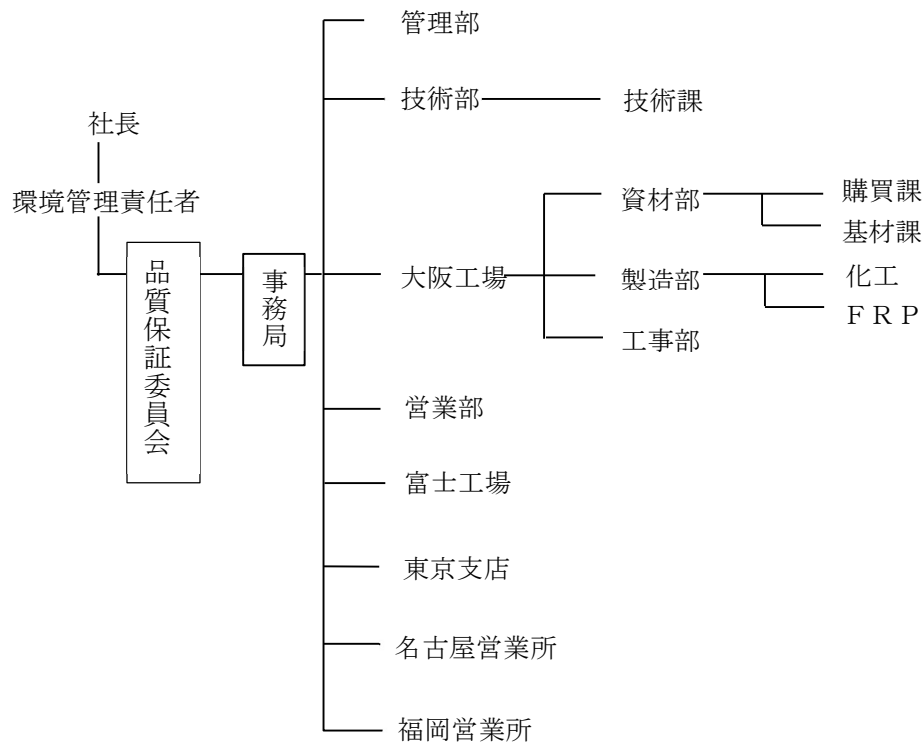 管理部
技術部
技術課
社長
環境管理責任者
資材部
購買課
基材課
品質保証委員会
事務局
大阪工場
製造部
化工
ＦＲＰ
工事部
営業部
富士工場
東京支店
名古屋営業所
福岡営業所